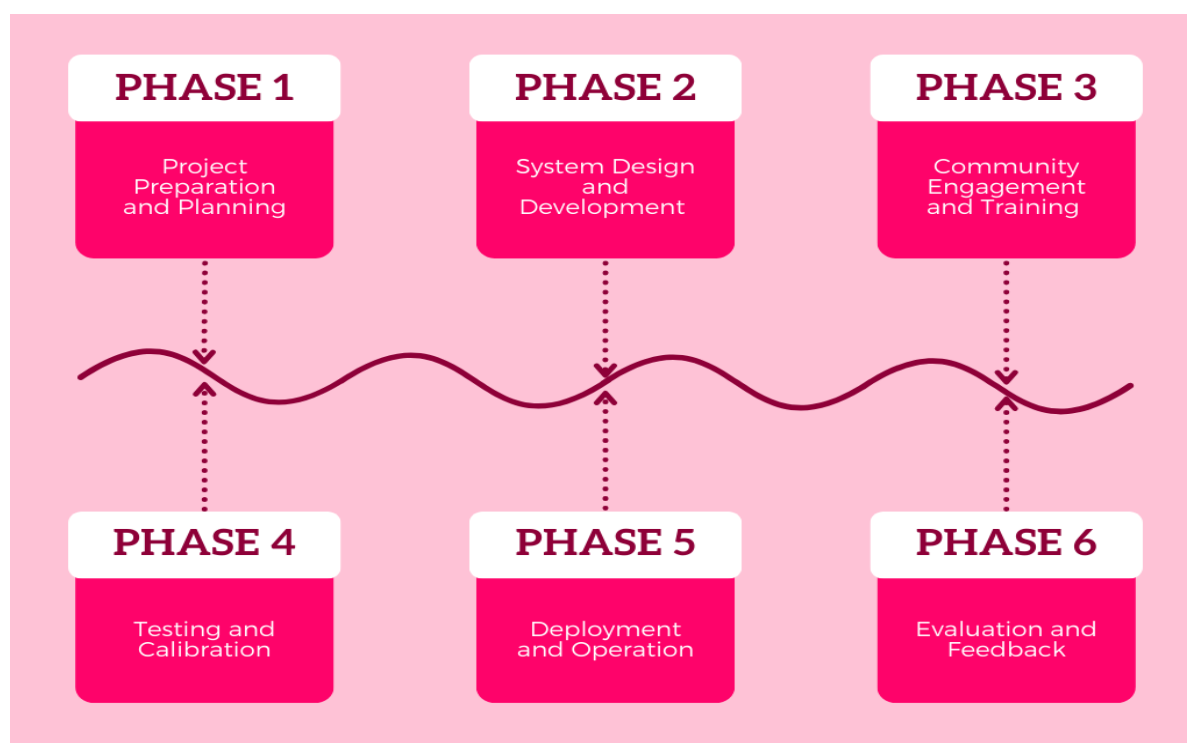 PHASE 1
Project
Preparation
and Planning
PHASE 2
System Design
and
Development
PHASE 3
Community
Engagement
and Training
PHASE 4
Testing and
Calibration
PHASE 5
Deployment
and Operation
PHASE 6
Evaluation and
Feedback